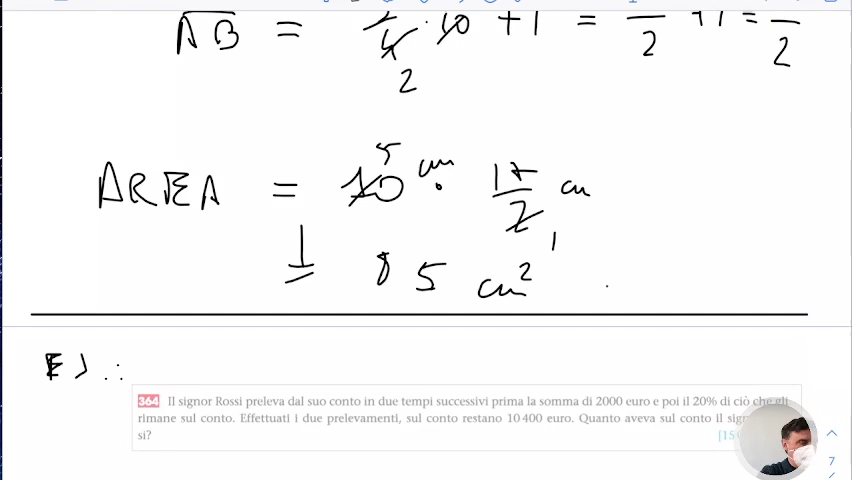 AB = · 10 + 1 = 2 + 1 = 2
4
2
5
AREA = 10 cm · 17/2 cm
1
= 85 cm²
ES.:
364 Il signor Rossi preleva dal suo conto in due tempi successivi prima la somma di 2000 euro e poi il 20% di ciò che gli
rimane sul conto. Effettuati i due prelevamenti, sul conto restano 10 400 euro. Quanto aveva sul conto il
si?
7